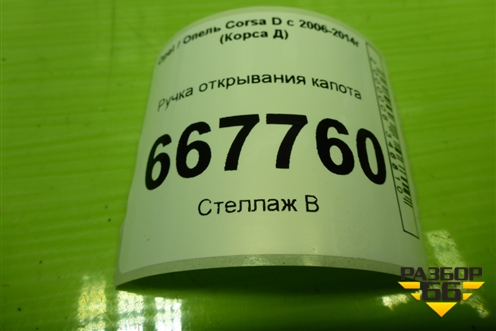 Opel / Опель Corsa D с 2006-2014г
(Корса Д)
Ручка открывания капота
667760
Стеллаж В
РАЗБОР
66